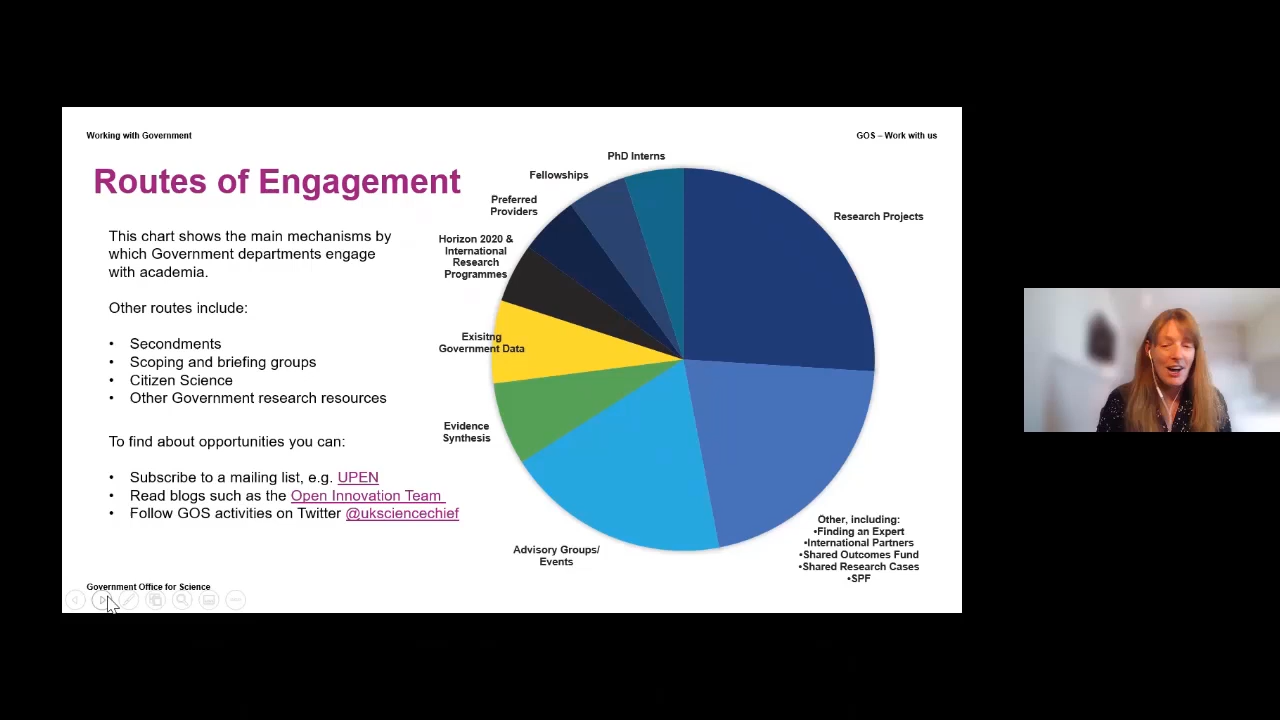 Working with Government
GOS – Work with us
Routes of Engagement
This chart shows the main mechanisms by
which Government departments engage
with academia.
Other routes include:
• Secondments
• Scoping and briefing groups
• Citizen Science
• Other Government research resources
To find about opportunities you can:
• Subscribe to a mailing list, e.g. UPEN
• Read blogs such as the Open Innovation Team
• Follow GOS activities on Twitter @uksciencechief
PhD Interns
Fellowships
Preferred
Providers
Horizon 2020 &
International
Research
Programmes
Exisitng
Government Data
Evidence
Synthesis
Advisory Groups/
Events
Research Projects
Other, including:
•Finding an Expert
•International Partners
•Shared Outcomes Fund
•Shared Research Cases
•SPF
Government Office for Science